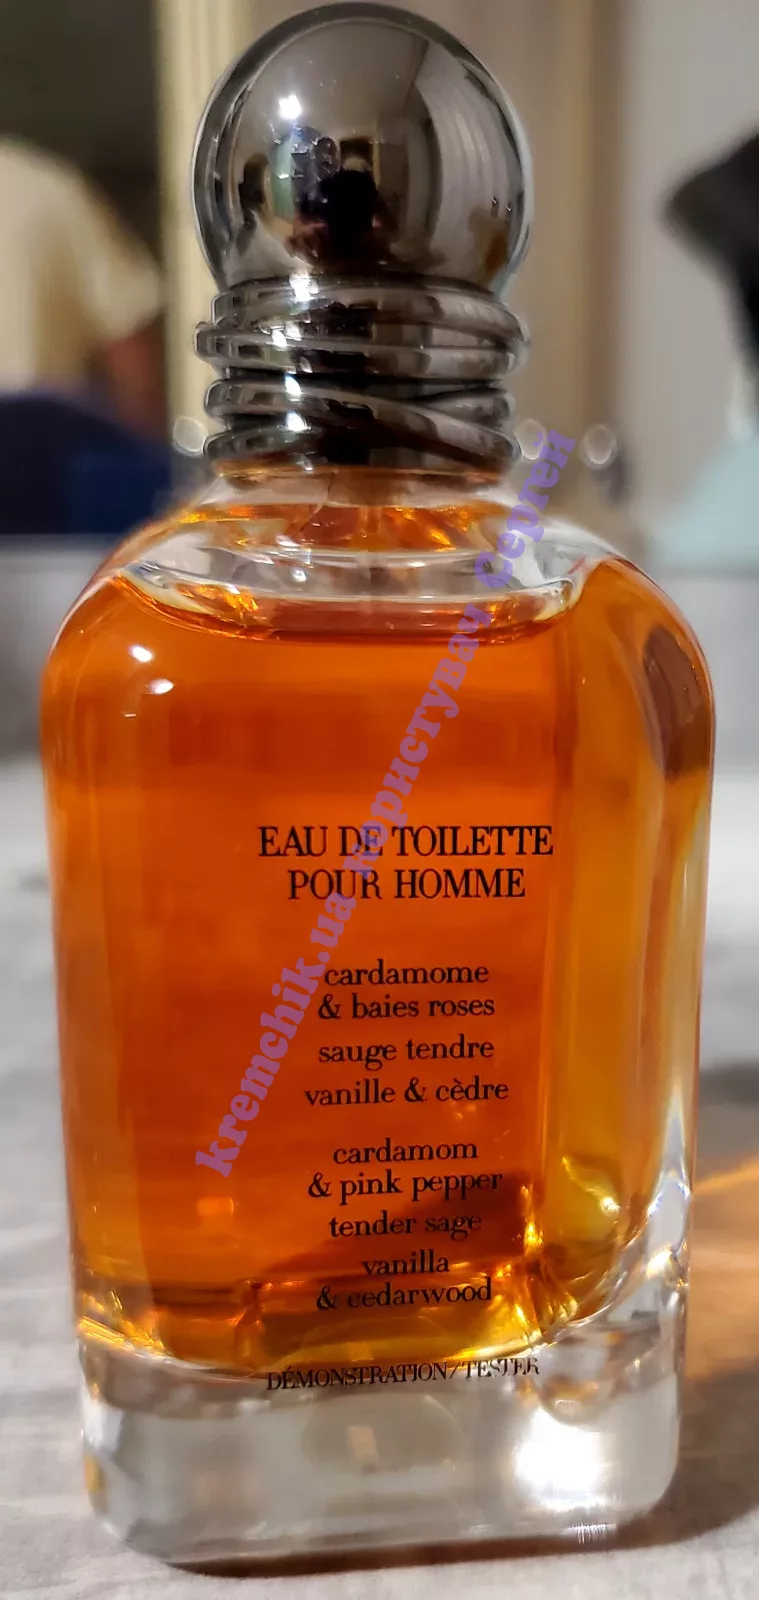 EAU DE TOILETTE
POUR HOMME
cardamome
& baies roses
sauge tendre
vanille & cèdre
cardamom
& pink pepper
tender sage
vanilla
& cedarwood
DÉMONSTRATION/TESTER
kremchik.ua користувач Сергей